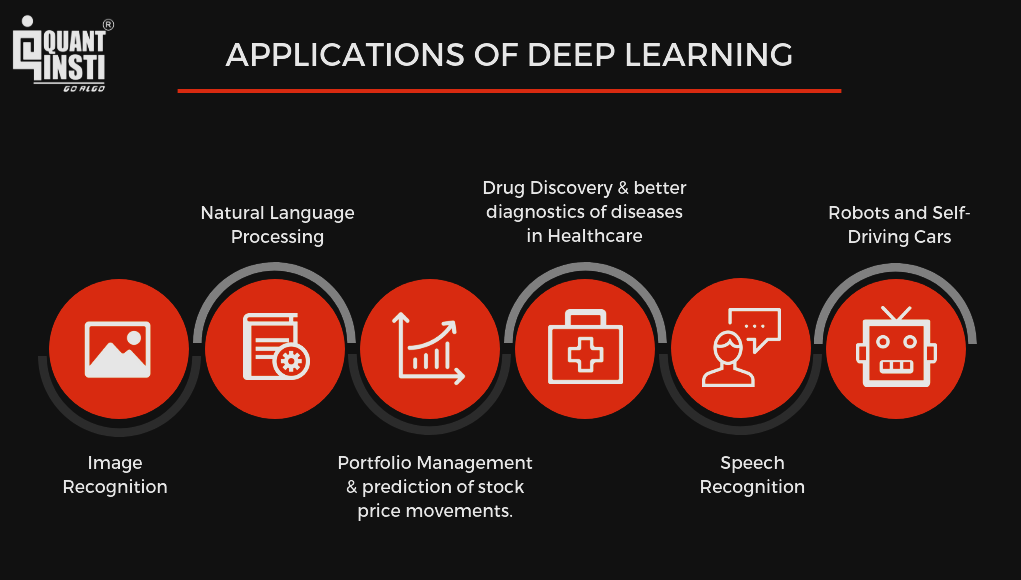 QUANT®
INSTI
GO ALGO
APPLICATIONS OF DEEP LEARNING
Natural Language
Processing
Drug Discovery & better
diagnostics of diseases
in Healthcare
Robots and Self-
Driving Cars
Image
Recognition
Portfolio Management
& prediction of stock
price movements.
Speech
Recognition